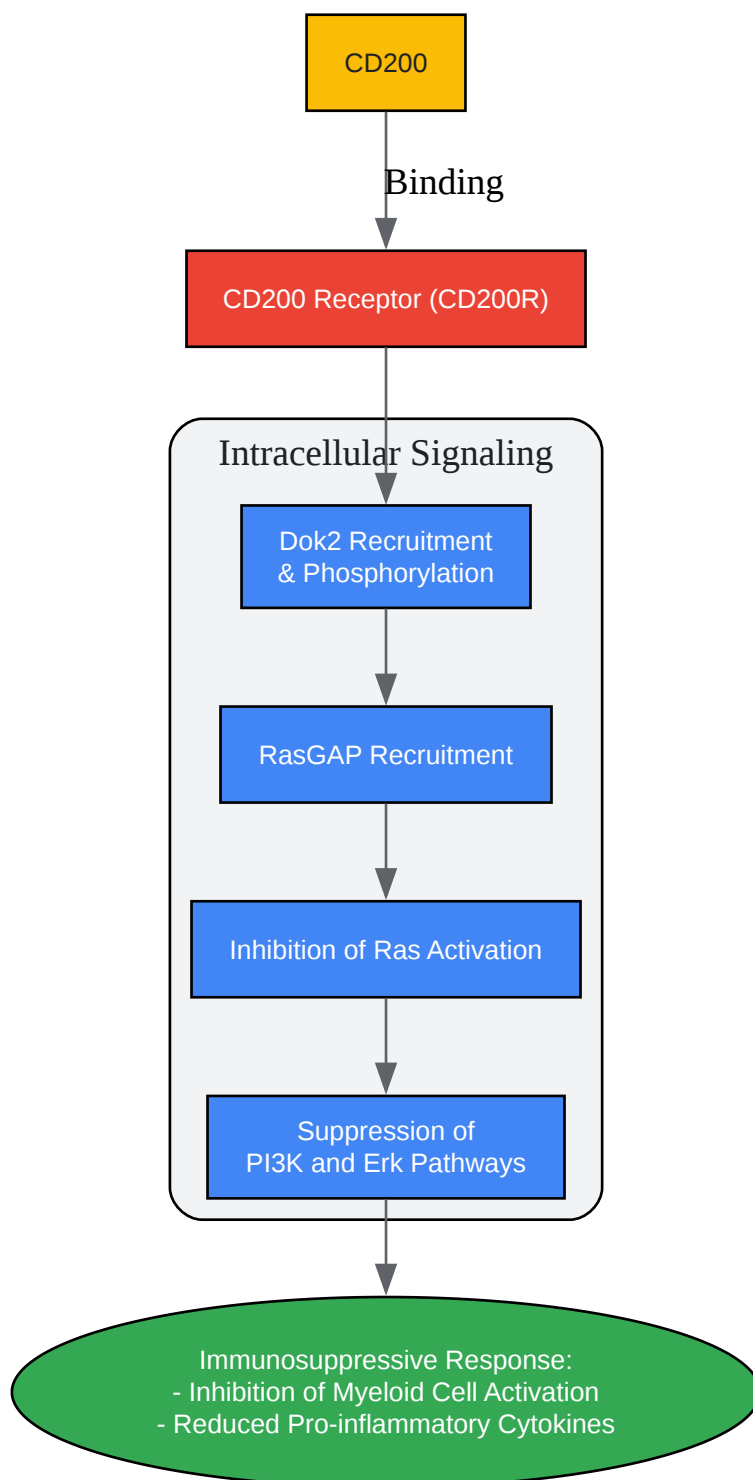 CD200
Binding
CD200 Receptor (CD200R)
Intracellular Signaling
Dok2 Recruitment
& Phosphorylation
RasGAP Recruitment
Inhibition of Ras Activation
Suppression of
PI3K and Erk Pathways
Immunosuppressive Response:
- Inhibition of Myeloid Cell Activation
- Reduced Pro-inflammatory Cytokines